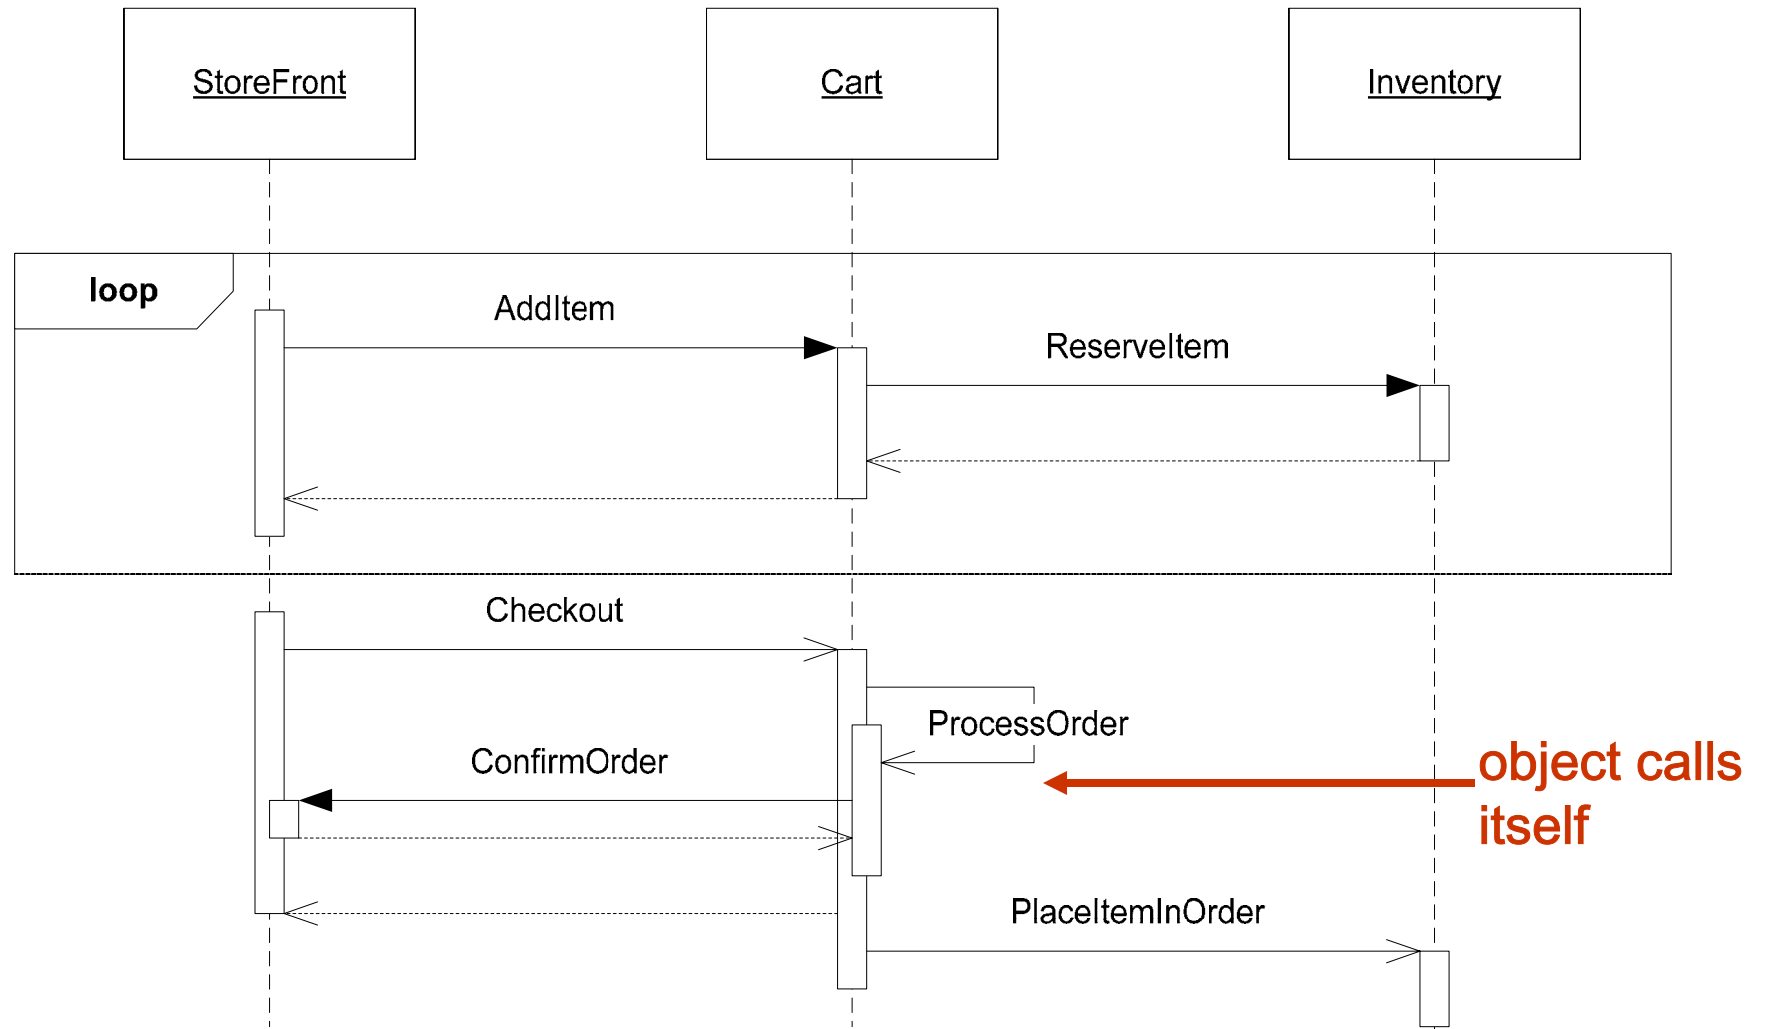 StoreFront
Cart
Inventory
loop
AddItem
ReserveItem
Checkout
ProcessOrder
ConfirmOrder
object calls
itself
PlaceItemInOrder